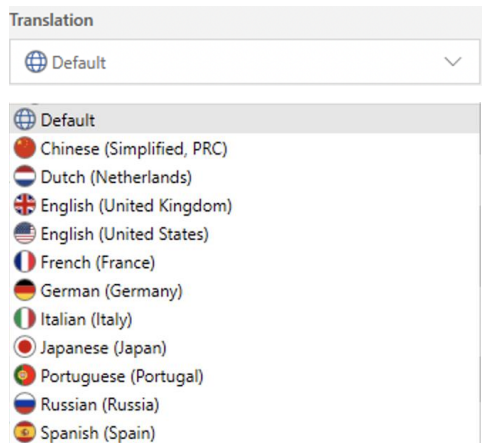 Translation
Default
Default
Chinese (Simplified, PRC)
Dutch (Netherlands)
English (United Kingdom)
English (United States)
French (France)
German (Germany)
Italian (Italy)
Japanese (Japan)
Portuguese (Portugal)
Russian (Russia)
Spanish (Spain)